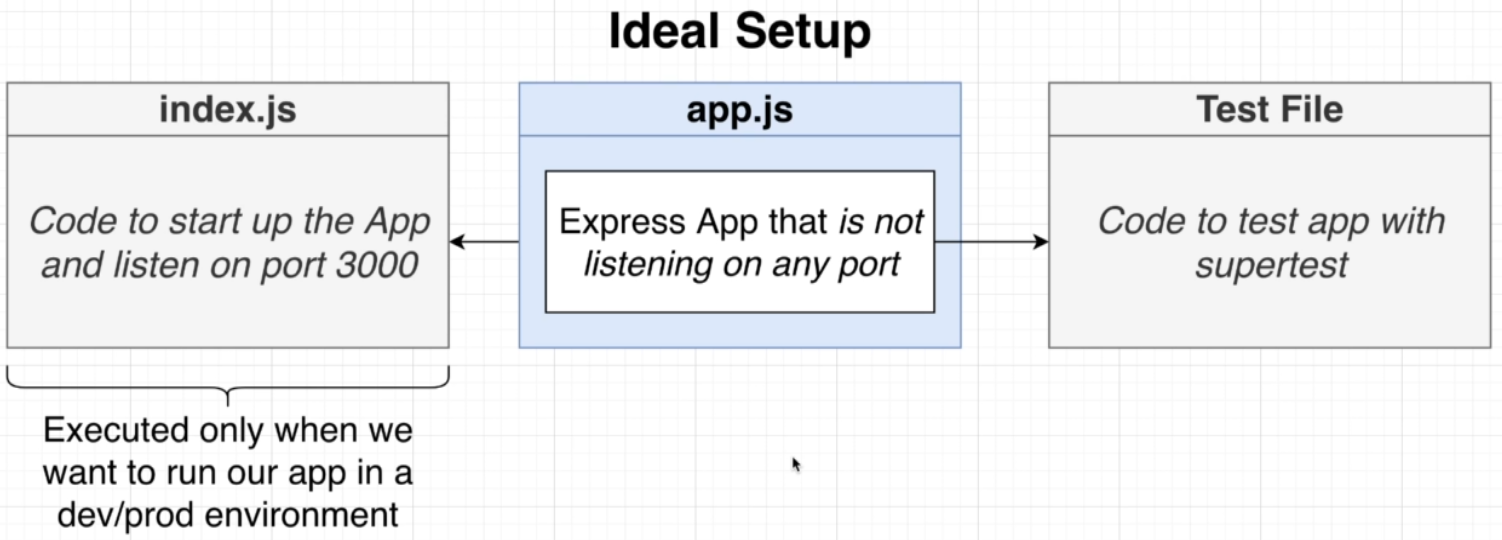 Ideal Setup
index.js
Code to start up the App
and listen on port 3000
Executed only when we
want to run our app in a
dev/prod environment
app.js
Express App that is not
listening on any port
Test File
Code to test app with
supertest